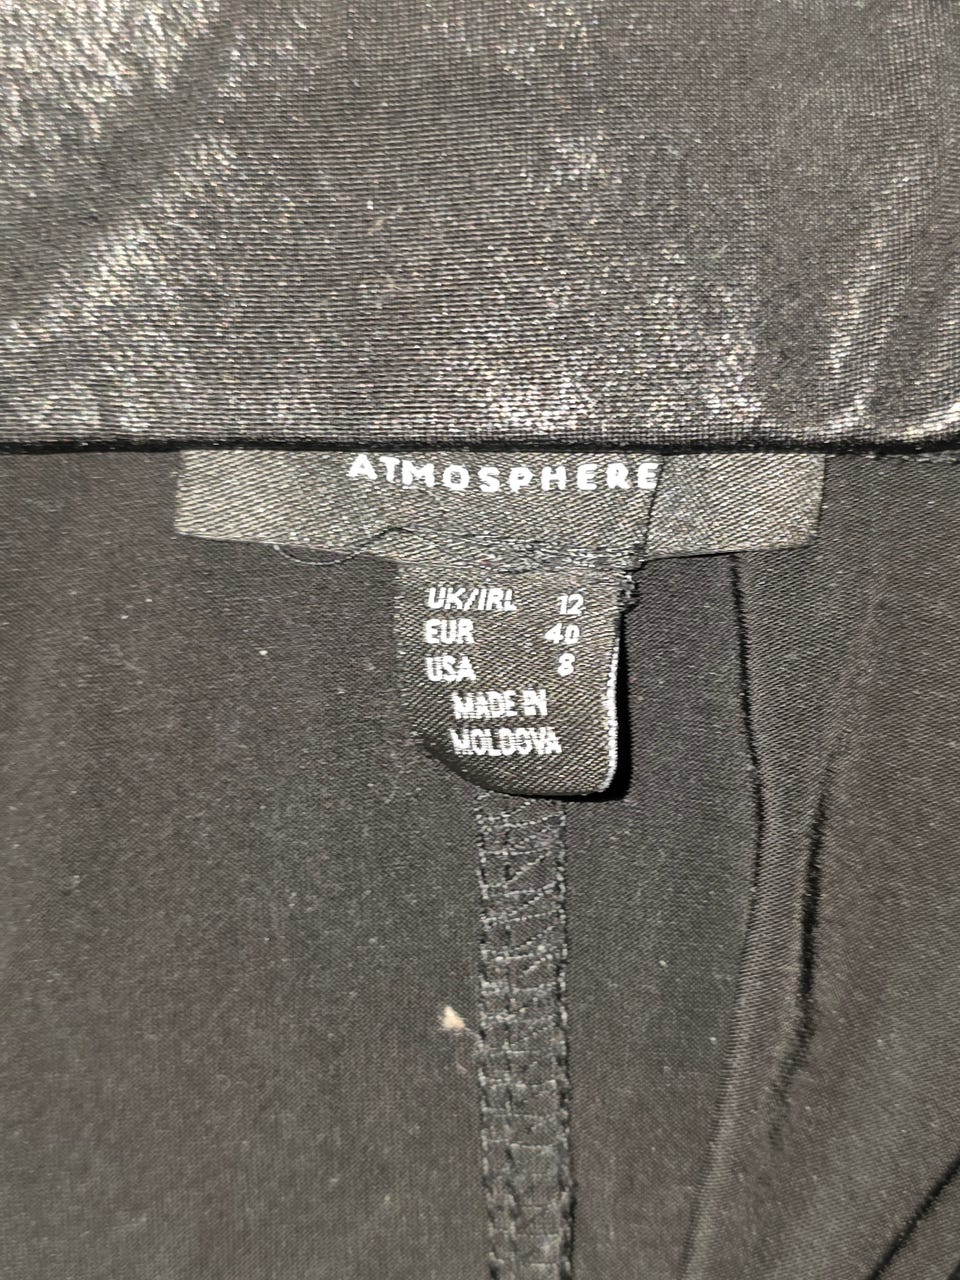 ATMOSPHERE
UK/IRL 12
EUR 40
USA 8
MADE IN
MOLDOVA